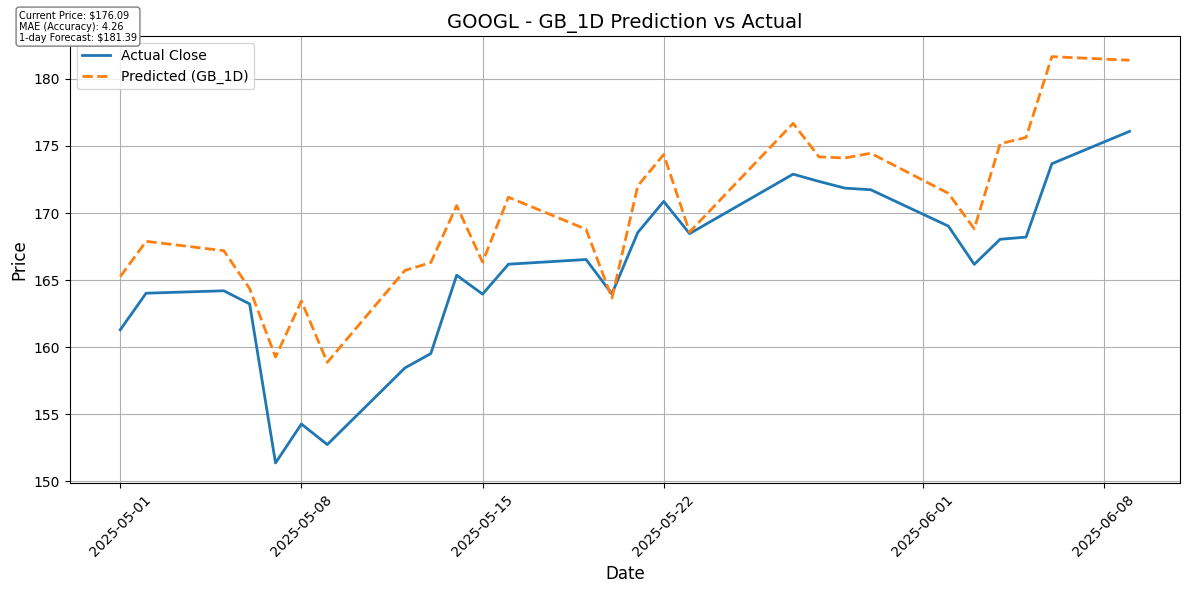 Current Price: $176.09
MAE (Accuracy): 4.26
1-day Forecast: $181.39
GOOGL - GB_1D Prediction vs Actual
Actual Close
Predicted (GB_1D)
Price
180
175
170
165
160
155
150
2025-05-01
2025-05-08
2025-05-15
2025-05-22
2025-06-01
2025-06-08
Date